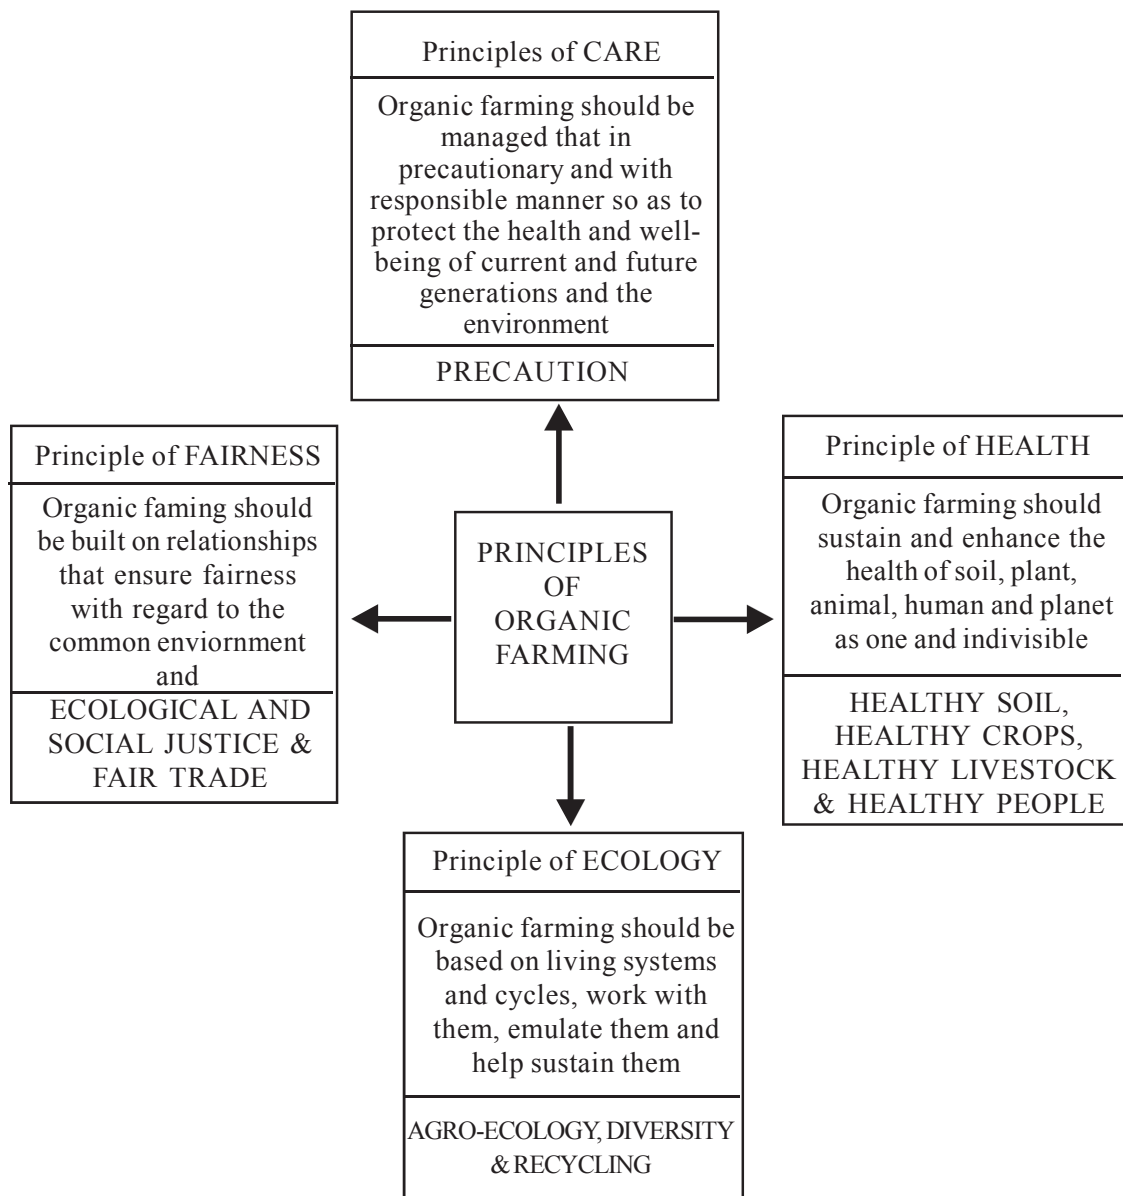 Principles of CARE
Organic farming should be
managed that in
precautionary and with
responsible manner so as to
protect the health and well-
being of current and future
generations and the
environment
PRECAUTION
Principle of FAIRNESS
Organic faming should
be built on relationships
that ensure fairness
with regard to the
common enviornment
and
ECOLOGICAL AND
SOCIAL JUSTICE &
FAIR TRADE
PRINCIPLES
OF
ORGANIC
FARMING
Principle of HEALTH
Organic farming should
sustain and enhance the
health of soil, plant,
animal, human and planet
as one and indivisible
HEALTHY SOIL,
HEALTHY CROPS,
HEALTHY LIVESTOCK
& HEALTHY PEOPLE
Principle of ECOLOGY
Organic farming should be
based on living systems
and cycles, work with
them, emulate them and
help sustain them
AGRO-ECOLOGY, DIVERSITY
& RECYCLING